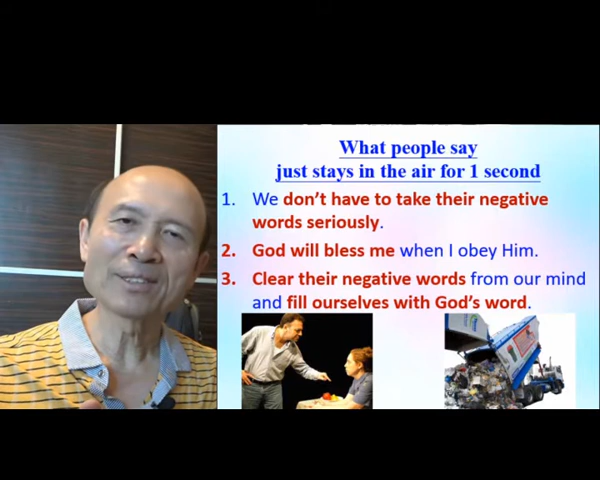 What people say
just stays in the air for 1 second
1. We don't have to take their negative
words seriously.
2. God will bless me when I obey Him.
3. Clear their negative words from our mind
and fill ourselves with God's word.